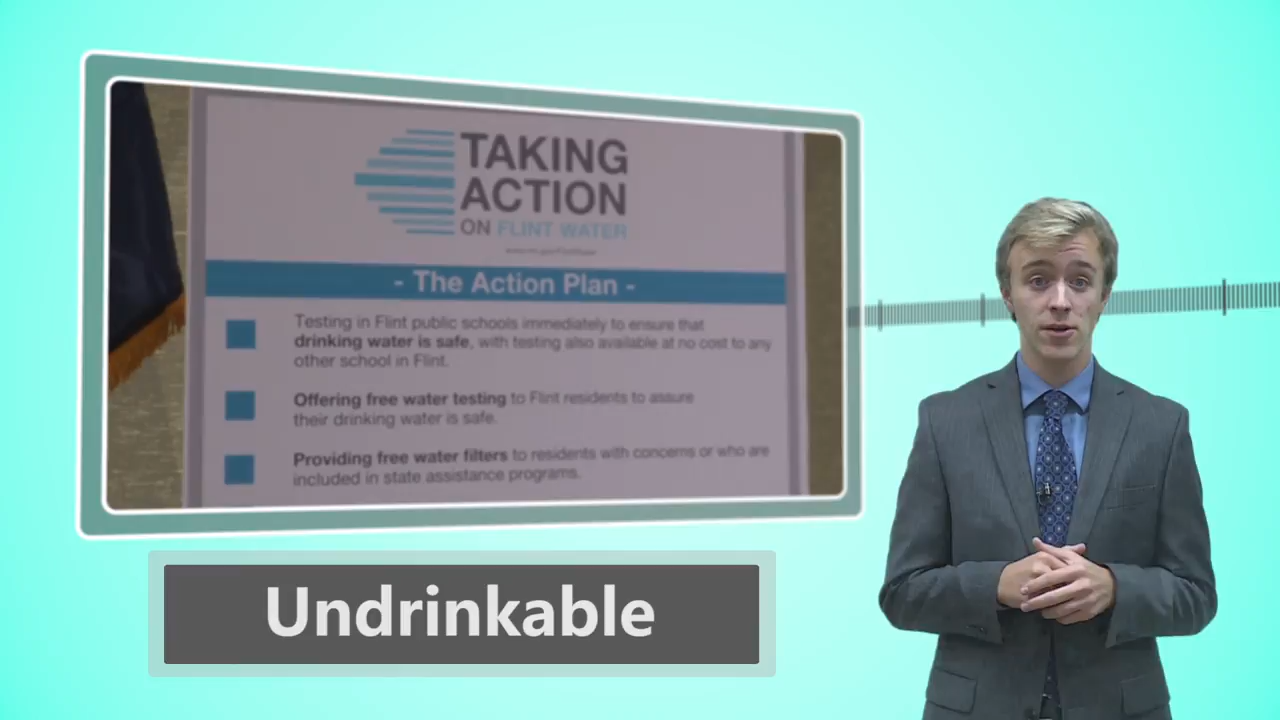 TAKING
ACTION
ON FLINT WATER
- The Action Plan -
Testing in Flint public schools immediately to ensure that
drinking water is safe, with testing also available at no cost to any
other school in Flint.
Offering free water testing to Flint residents to assure
their drinking water is safe.
Providing free water filters to residents with concerns or who are
included in state assistance programs.
Undrinkable